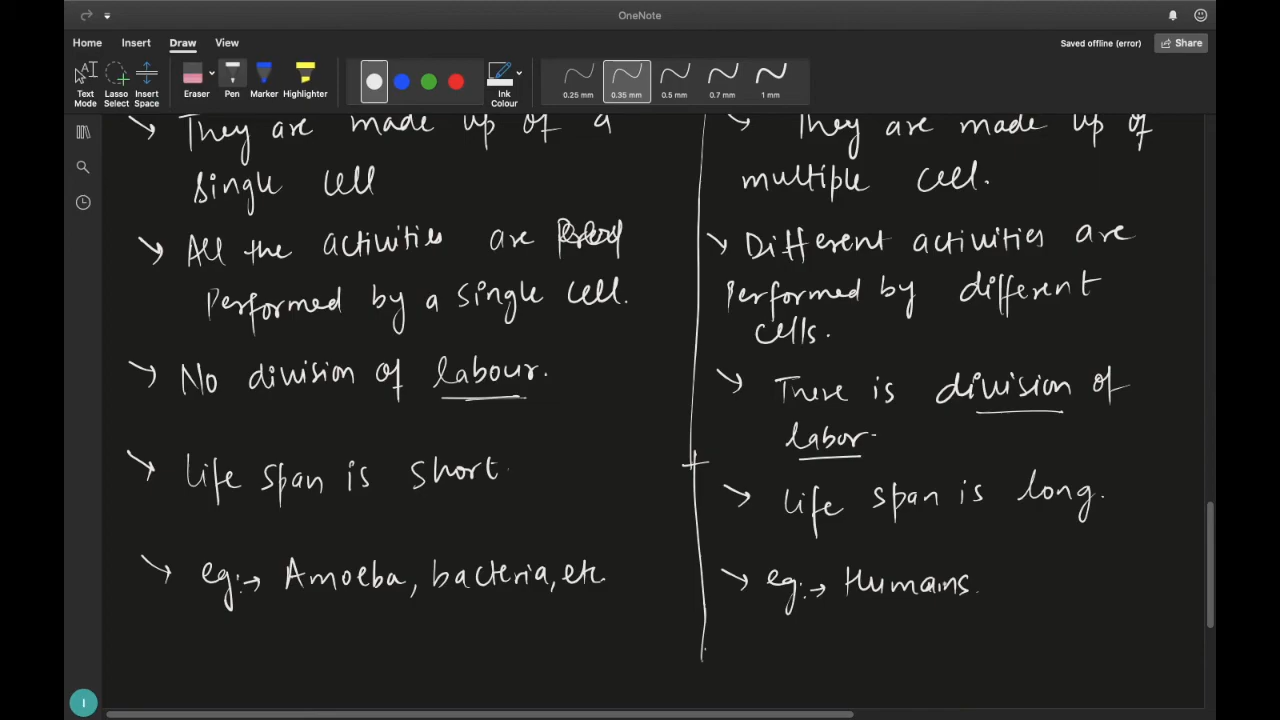 OneNote
Home Insert Draw View
Saved offline (error) Share
Text Mode Lasso Select Insert Space Eraser Pen Marker Highlighter Ink Colour 0.25 mm 0.35 mm 0.5 mm 0.7 mm 1 mm
They are made up of a
single cell
All the activities are
performed by a single cell.
No division of labour.
Life span is short.
eg:→ Amoeba, bacteria, etc
They are made up of
multiple cell.
Different activities are
performed by different
cells.
There is division of
labor.
Life span is long.
eg:→ Humans.
I